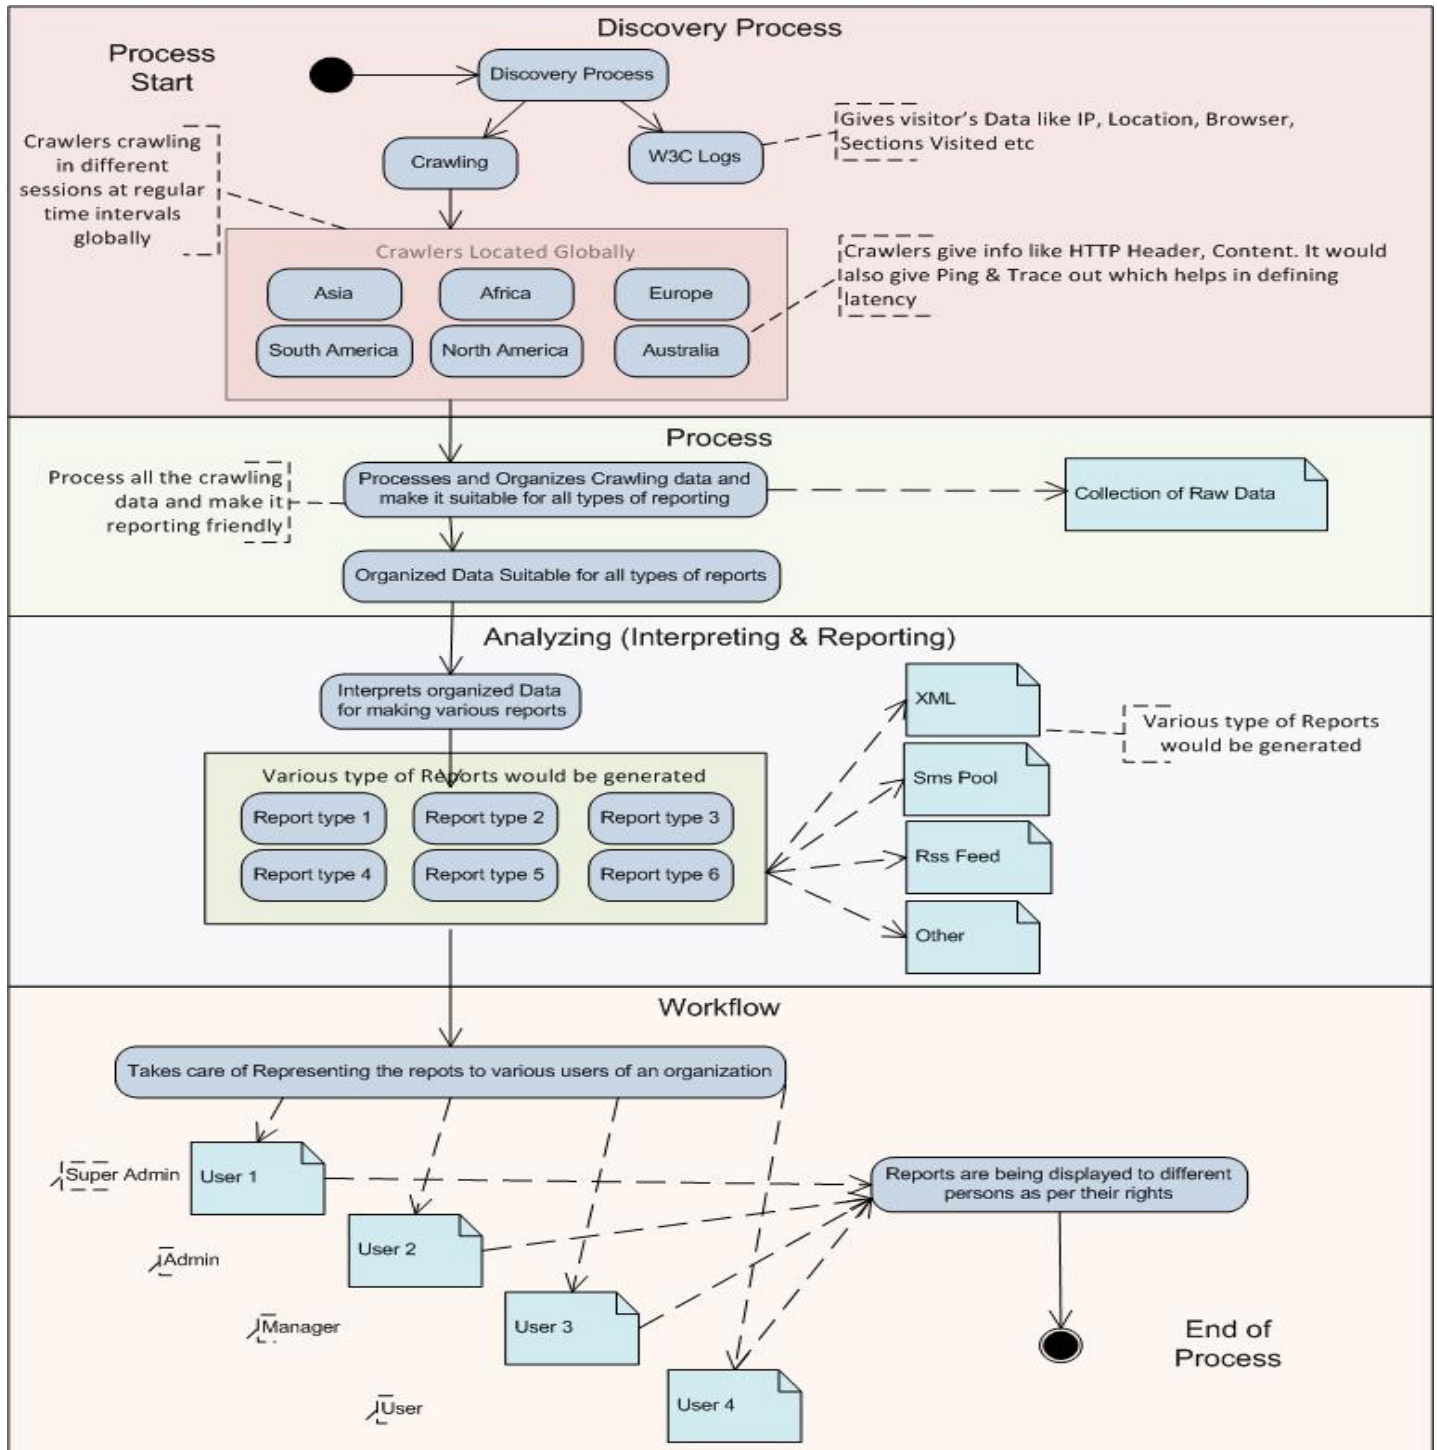 Discovery Process
Process
Start
Discovery Process
Crawling
W3C Logs
Gives visitor's Data like IP, Location, Browser,
Sections Visited etc
Crawlers crawling
in different
sessions at regular
time intervals
globally
Crawlers Located Globally
Asia
Africa
Europe
South America
North America
Australia
Crawlers give info like HTTP Header, Content. It would
also give Ping & Trace out which helps in defining
latency
Process
Process all the crawling
data and make it
reporting friendly
Processes and Organizes Crawling data and
make it suitable for all types of reporting
Collection of Raw Data
Organized Data Suitable for all types of reports
Analyzing (Interpreting & Reporting)
Interprets organized Data
for making various reports
Various type of Reports would be generated
Report type 1
Report type 2
Report type 3
Report type 4
Report type 5
Report type 6
XML
Sms Pool
Rss Feed
Other
Various type of Reports
would be generated
Workflow
Takes care of Representing the repots to various users of an organization
Super Admin
User 1
Admin
User 2
Manager
User 3
User
User 4
Reports are being displayed to different
persons as per their rights
End of
Process